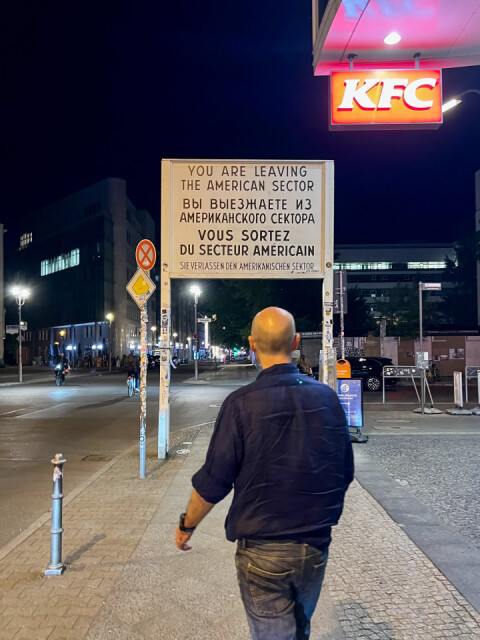 KFC
YOU ARE LEAVING
THE AMERICAN SECTOR
ВЫ ВЫЕЗЖАЕТЕ ИЗ
АМЕРИКАНСКОГО СЕКТОРА
VOUS SORTEZ
DU SECTEUR AMÉRICAIN
SIE VERLASSEN DEN AMERIKANISCHEN SEKTOR